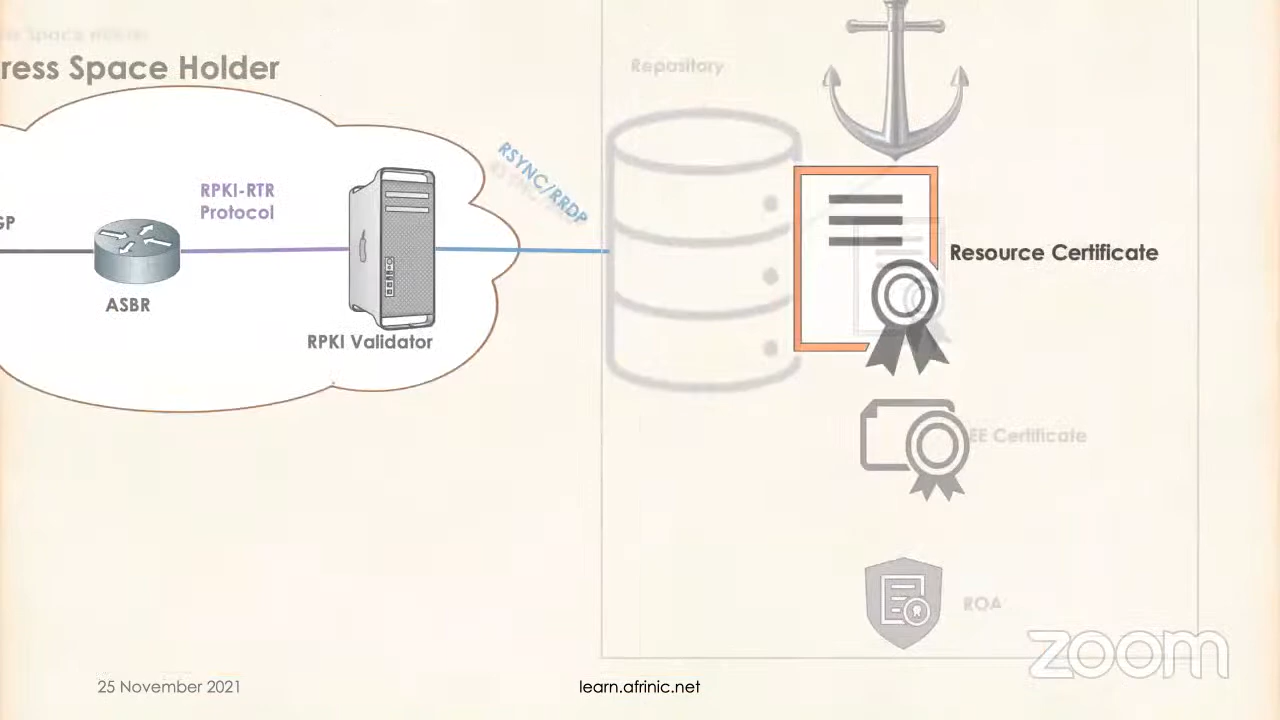 ress Space Holder
Repository
RSYNC/RRDP
RPKI-RTR
Protocol
GP
Resource Certificate
ASBR
RPKI Validator
EE Certificate
ROA
zoom
25 November 2021
learn.afrinic.net